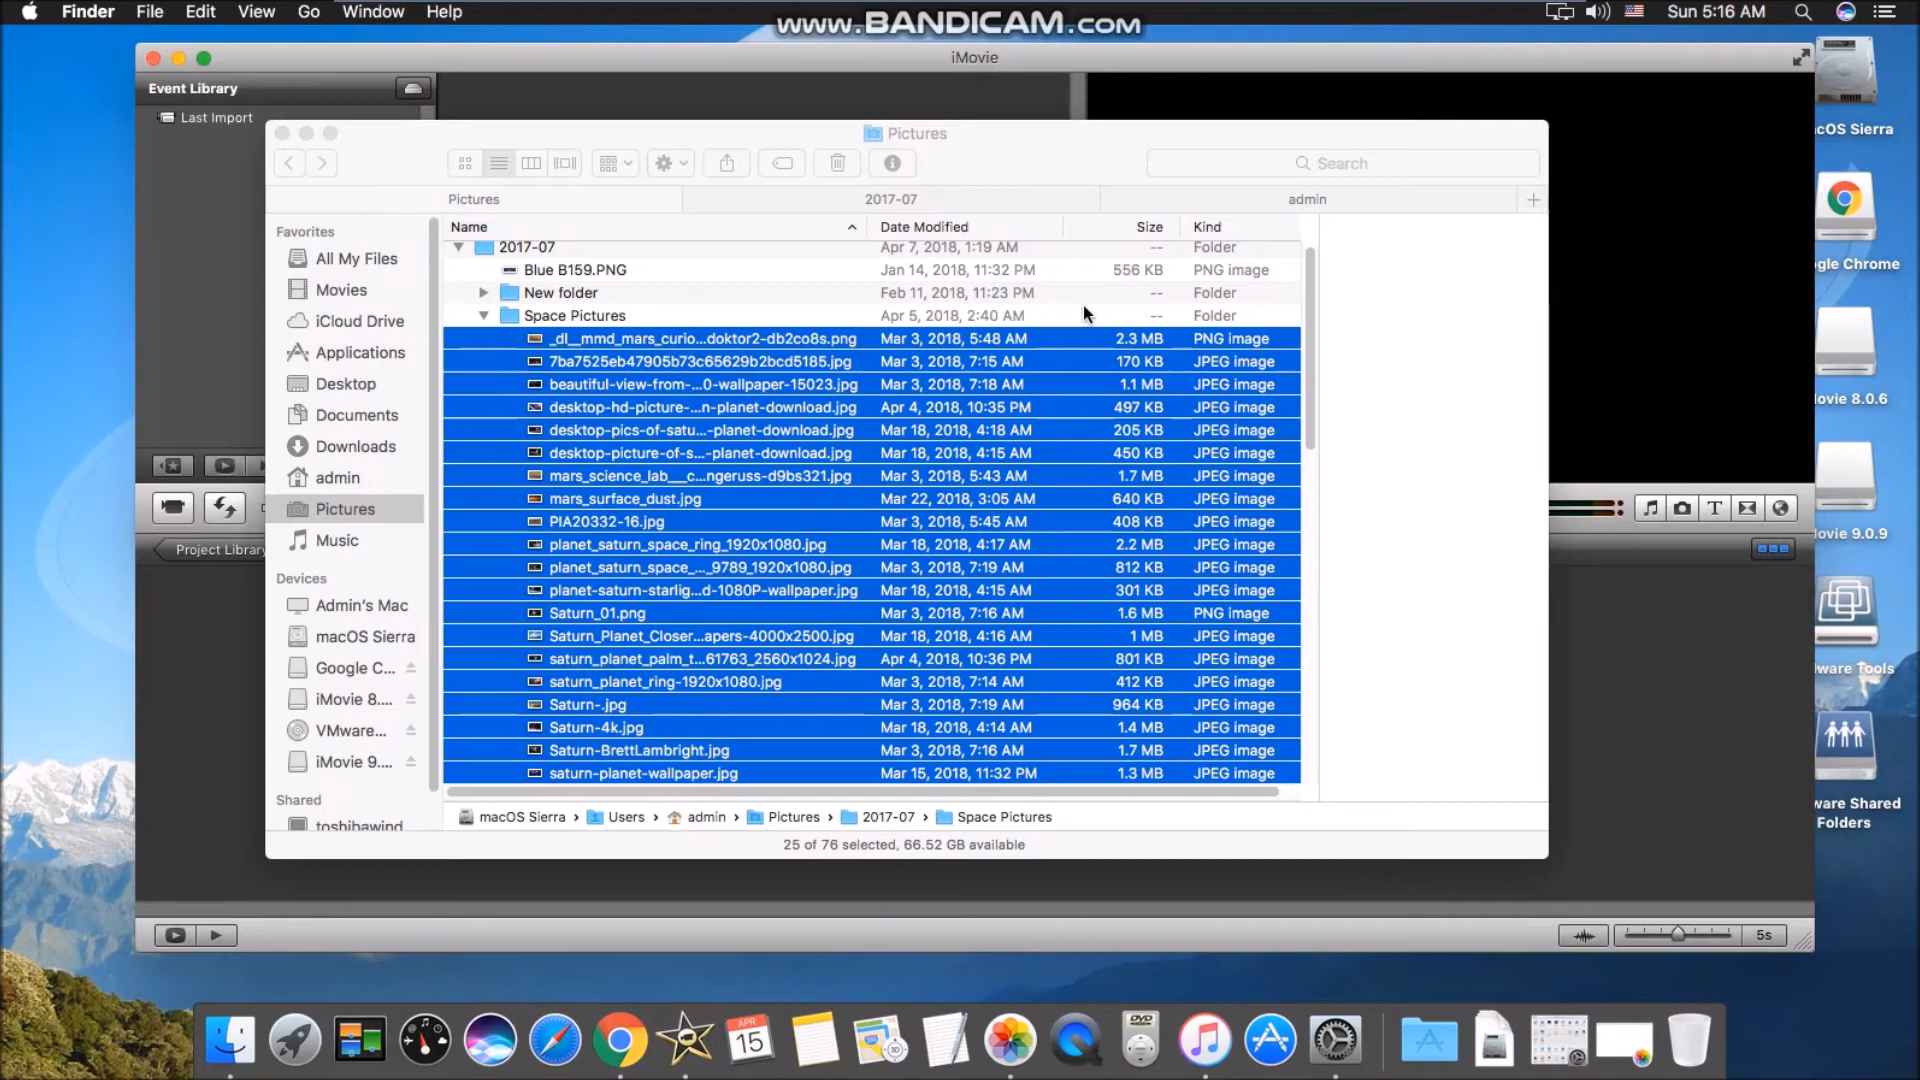 Finder File Edit View Go Window Help
Sun 5:16 AM
www.BANDICAM.com
iMovie
Event Library
Last Import
Pictures
Search
Pictures 2017-07 admin
Name Date Modified Size Kind
2017-07 Apr 7, 2018, 1:19 AM -- Folder
Blue B159.PNG Jan 14, 2018, 11:32 PM 556 KB PNG image
New folder Feb 11, 2018, 11:23 PM -- Folder
Space Pictures Apr 5, 2018, 2:40 AM -- Folder
_dl__mmd_mars_curio...doktor2-db2co8s.png Mar 3, 2018, 5:48 AM 2.3 MB PNG image
7ba7525eb47905b73c65629b2bcd5185.jpg Mar 3, 2018, 7:15 AM 170 KB JPEG image
beautiful-view-from-...0-wallpaper-15023.jpg Mar 3, 2018, 7:18 AM 1.1 MB JPEG image
desktop-hd-picture-...n-planet-download.jpg Apr 4, 2018, 10:35 PM 497 KB JPEG image
desktop-pics-of-satu...-planet-download.jpg Mar 18, 2018, 4:18 AM 205 KB JPEG image
desktop-picture-of-s...-planet-download.jpg Mar 18, 2018, 4:15 AM 450 KB JPEG image
mars_science_lab__c...ngeruss-d9bs321.jpg Mar 3, 2018, 5:43 AM 1.7 MB JPEG image
mars_surface_dust.jpg Mar 22, 2018, 3:05 AM 640 KB JPEG image
PIA20332-16.jpg Mar 3, 2018, 5:45 AM 408 KB JPEG image
planet_saturn_space_ring_1920x1080.jpg Mar 18, 2018, 4:17 AM 2.2 MB JPEG image
planet_saturn_space_..._9789_1920x1080.jpg Mar 3, 2018, 7:19 AM 812 KB JPEG image
planet-saturn-starlig...d-1080P-wallpaper.jpg Mar 18, 2018, 4:15 AM 301 KB JPEG image
Saturn_01.png Mar 3, 2018, 7:16 AM 1.6 MB PNG image
Saturn_Planet_Closer...apers-4000x2500.jpg Mar 18, 2018, 4:16 AM 1 MB JPEG image
saturn_planet_palm_t...61763_2560x1024.jpg Apr 4, 2018, 10:36 PM 801 KB JPEG image
saturn_planet_ring-1920x1080.jpg Mar 3, 2018, 7:14 AM 412 KB JPEG image
Saturn-.jpg Mar 3, 2018, 7:19 AM 964 KB JPEG image
Saturn-4k.jpg Mar 18, 2018, 4:14 AM 1.4 MB JPEG image
Saturn-BrettLambright.jpg Mar 3, 2018, 7:16 AM 1.7 MB JPEG image
saturn-planet-wallpaper.jpg Mar 15, 2018, 11:32 PM 1.3 MB JPEG image
Favorites
All My Files
Movies
iCloud Drive
Applications
Desktop
Documents
Downloads
admin
Pictures
Music
Devices
Admin's Mac
macOS Sierra
Google C...
iMovie 8....
VMware...
iMovie 9....
Shared
toshibawind
macOS Sierra › Users › admin › Pictures › 2017-07 › Space Pictures
25 of 76 selected, 66.52 GB available
Project Library
T
5s
cOS Sierra
gle Chrome
ovie 8.0.6
ovie 9.0.9
ware Tools
ware Shared
Folders
APR
15
3D
DVD